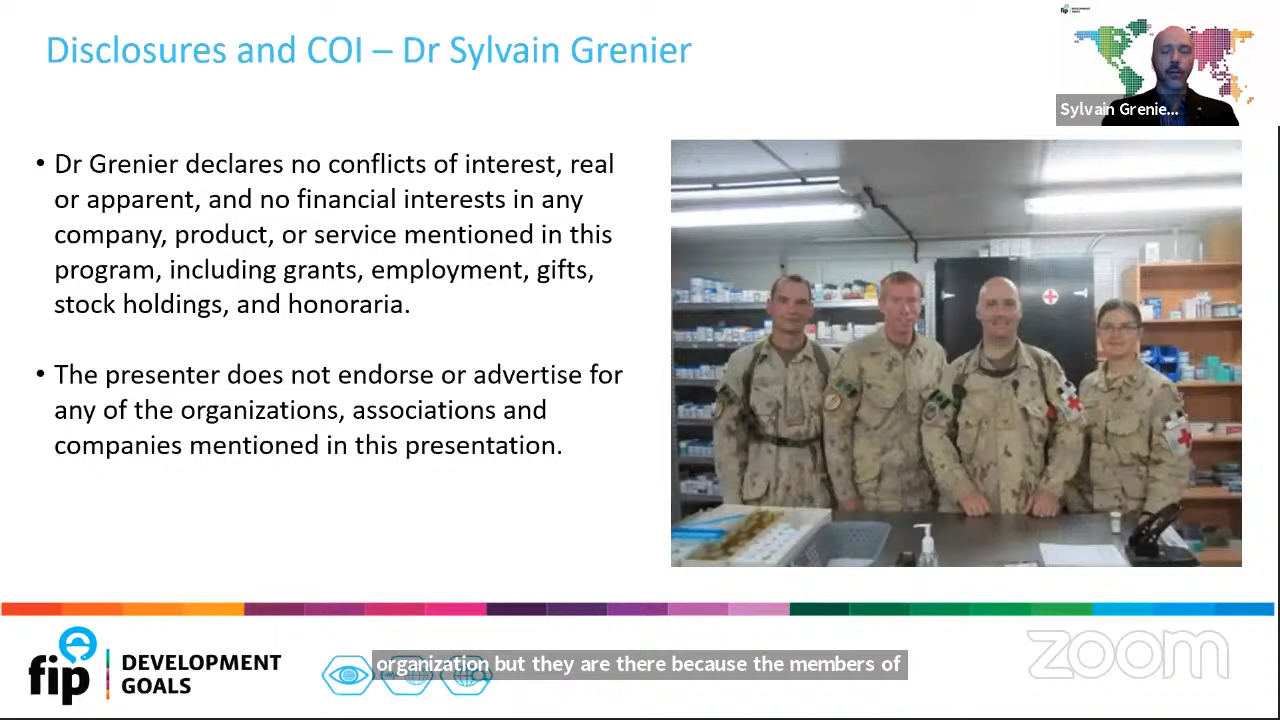 Disclosures and COI – Dr Sylvain Grenier
fip DEVELOPMENT GOALS
Sylvain Grenie...
• Dr Grenier declares no conflicts of interest, real
or apparent, and no financial interests in any
company, product, or service mentioned in this
program, including grants, employment, gifts,
stock holdings, and honoraria.
• The presenter does not endorse or advertise for
any of the organizations, associations and
companies mentioned in this presentation.
fip
DEVELOPMENT
GOALS
organization but they are there because the members of
zoom